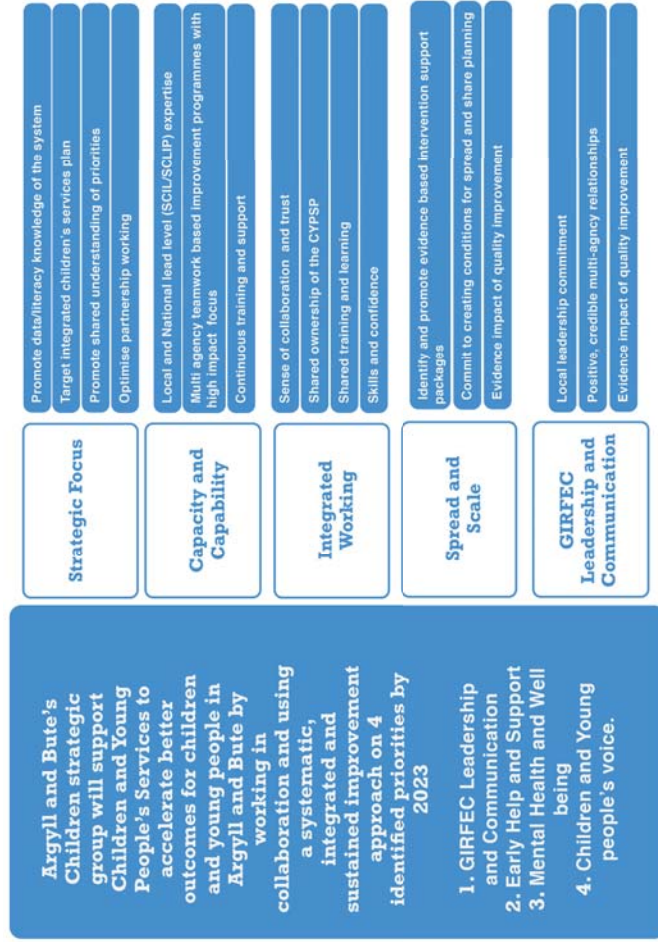 Argyll and Bute's
Children strategic
group will support
Children and Young
People's Services to
accelerate better
outcomes for children
and young people in
Argyll and Bute by
working in
collaboration and using
a systematic,
integrated and
sustained improvement
approach on 4
identified priorities by
2023
1. GIRFEC Leadership
and Communication
2. Early Help and Support
3. Mental Health and Well
being
4. Children and Young
people's voice.
Strategic Focus
Promote data/literacy knowledge of the system
Target integrated children's services plan
Promote shared understanding of priorities
Optimise partnership working
Capacity and
Capability
Local and National lead level (SCIL/SCLIP) expertise
Multi agency teamwork based improvement programmes with
high impact focus
Continuous training and support
Integrated
Working
Sense of collaboration and trust
Shared ownership of the CYPSP
Shared training and learning
Skills and confidence
Spread and
Scale
Identify and promote evidence based Intervention support
packages
Commit to creating conditions for spread and share planning
Evidence impact of quality improvement
GIRFEC
Leadership and
Communication
Local leadership commitment
Positive, credible multi-agncy relationships
Evidence impact of quality improvement